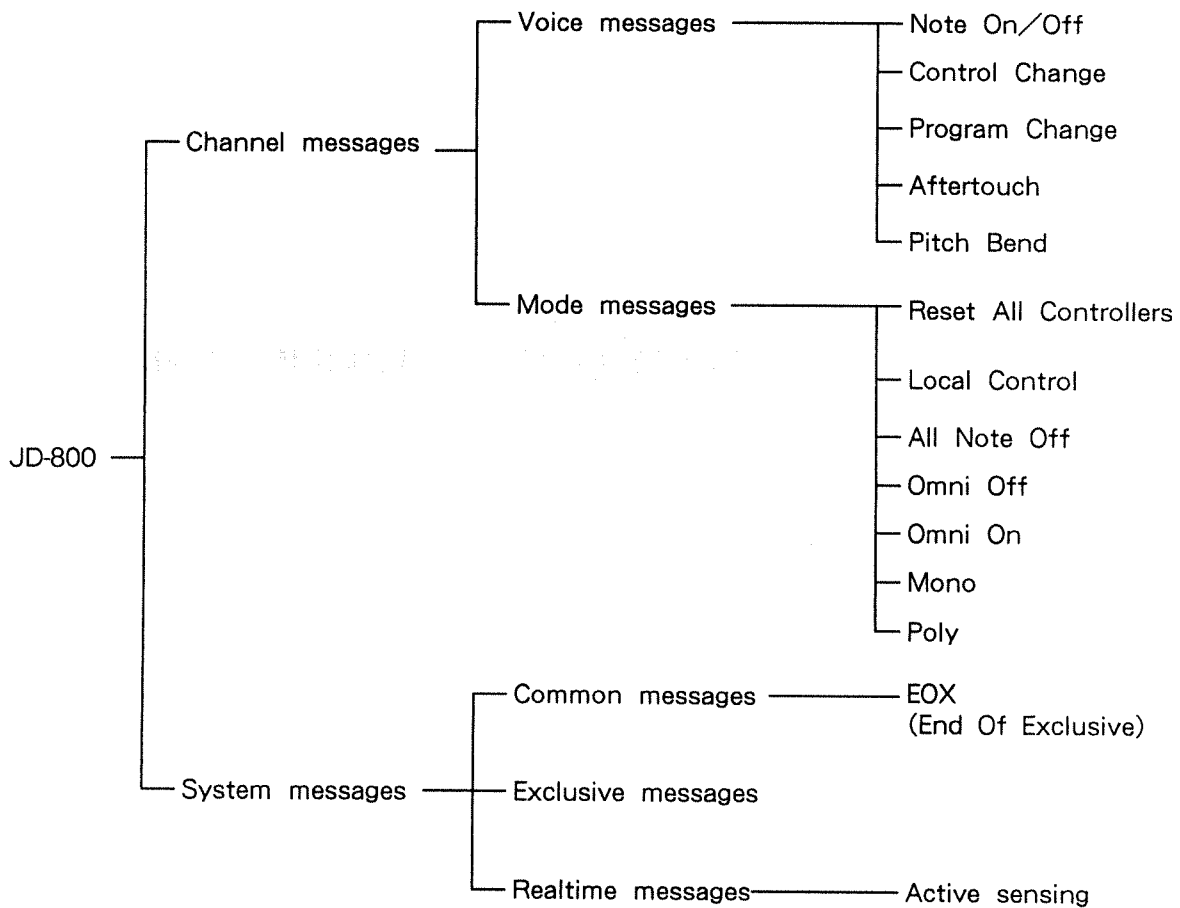 JD-800
Channel messages
Voice messages
Note On/Off
Control Change
Program Change
Aftertouch
Pitch Bend
Mode messages
Reset All Controllers
Local Control
All Note Off
Omni Off
Omni On
Mono
Poly
System messages
Common messages
EOX
(End Of Exclusive)
Exclusive messages
Realtime messages
Active sensing